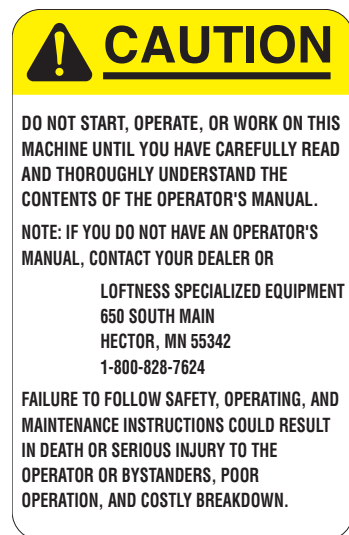 CAUTION
DO NOT START, OPERATE, OR WORK ON THIS
MACHINE UNTIL YOU HAVE CAREFULLY READ
AND THOROUGHLY UNDERSTAND THE
CONTENTS OF THE OPERATOR'S MANUAL.
NOTE: IF YOU DO NOT HAVE AN OPERATOR'S
MANUAL, CONTACT YOUR DEALER OR
LOFTNESS SPECIALIZED EQUIPMENT
650 SOUTH MAIN
HECTOR, MN 55342
1-800-828-7624
FAILURE TO FOLLOW SAFETY, OPERATING, AND
MAINTENANCE INSTRUCTIONS COULD RESULT
IN DEATH OR SERIOUS INJURY TO THE
OPERATOR OR BYSTANDERS, POOR
OPERATION, AND COSTLY BREAKDOWN.